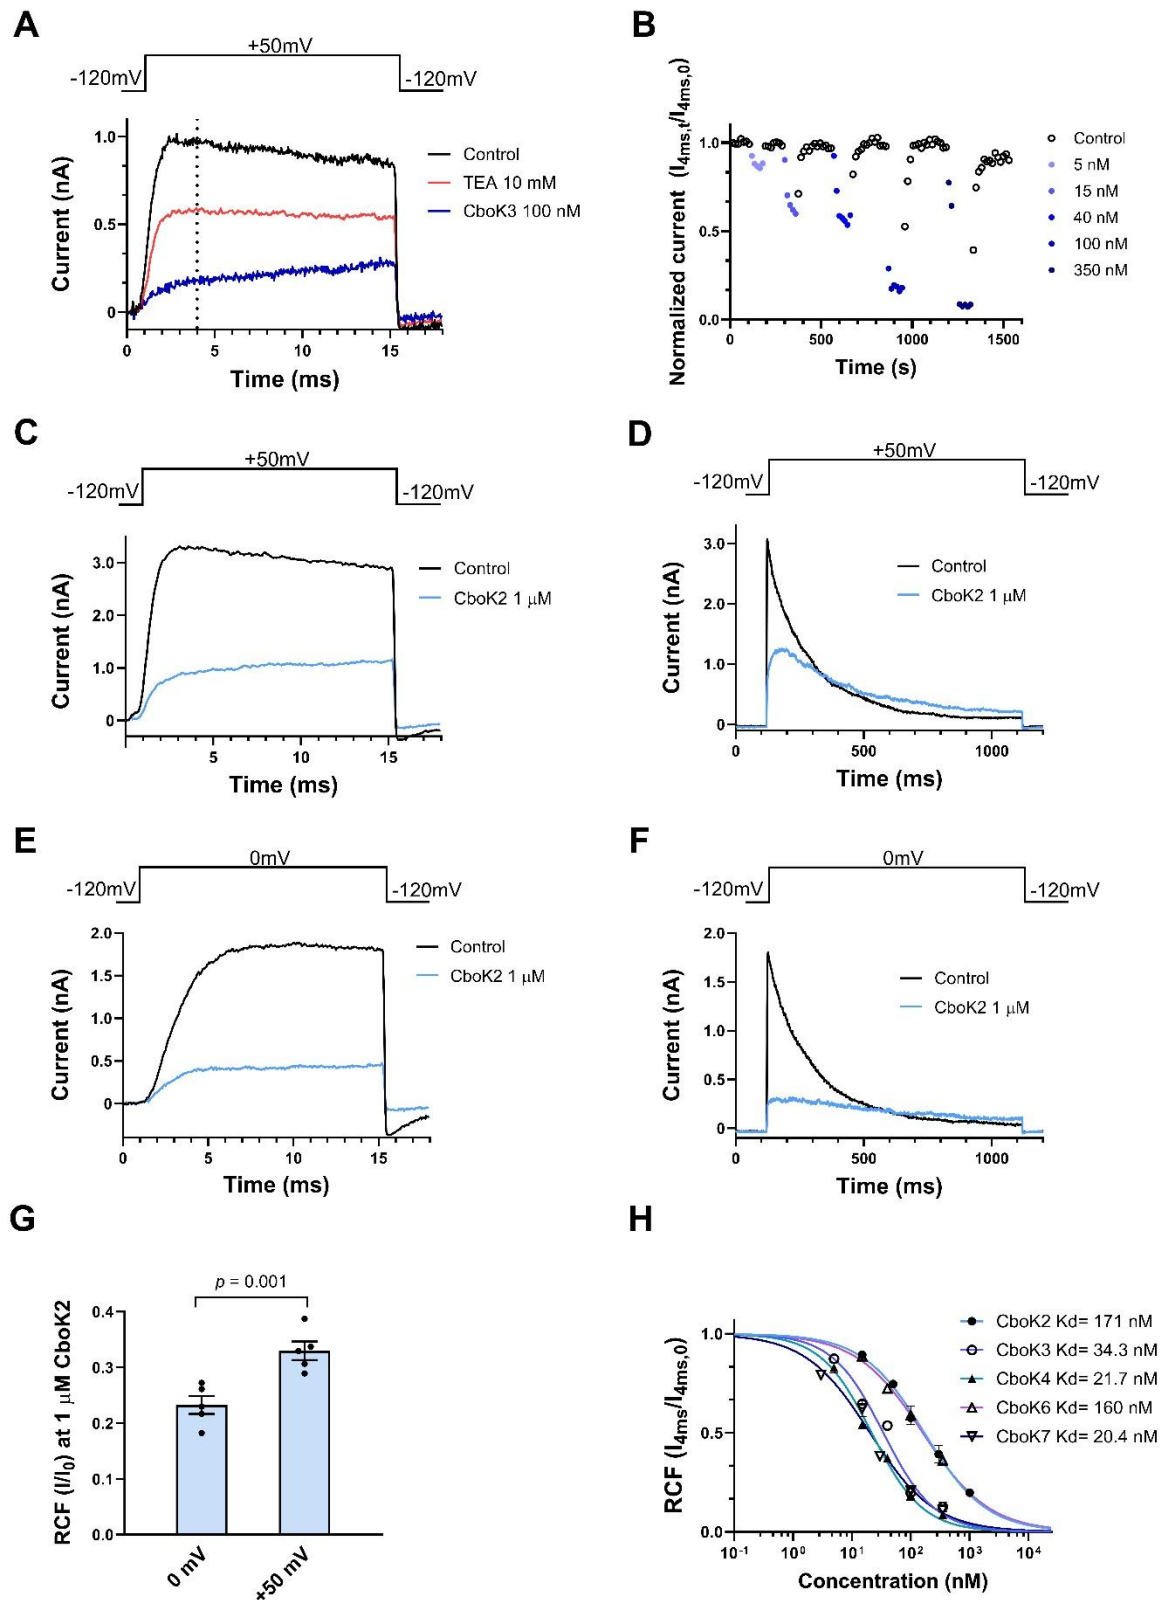 A
+50mV
-120mV
-120mV
Current (nA)
1.0
0.5
0
0
5
10
15
Time (ms)
Control
TEA 10 mM
CboK3 100 nM
B
Normalized current (I4ms,t/I4ms,0)
1.0
0.5
0.0
0
500
1000
1500
Time (s)
Control
5 nM
15 nM
40 nM
100 nM
350 nM
C
+50mV
-120mV
-120mV
Current (nA)
3.0
2.0
1.0
0
5
10
15
Time (ms)
Control
CboK2 1 μM
D
+50mV
-120mV
-120mV
Current (nA)
3.0
2.0
1.0
0
0
500
1000
Time (ms)
Control
CboK2 1 μM
E
0mV
-120mV
-120mV
Current (nA)
2.0
1.5
1.0
0.5
0
0
5
10
15
Time (ms)
Control
CboK2 1 μM
F
0mV
-120mV
-120mV
Current (nA)
2.0
1.5
1.0
0.5
0
0
500
1000
Time (ms)
Control
CboK2 1 μM
G
RCF (I/I0) at 1 μM CboK2
p = 0.001
0.4
0.3
0.2
0.1
0.0
0 mV
+50 mV
H
RCF (I4ms/I4ms,0)
1.0
0.5
0.0
10-1
100
101
102
103
104
Concentration (nM)
CboK2 Kd= 171 nM
CboK3 Kd= 34.3 nM
CboK4 Kd= 21.7 nM
CboK6 Kd= 160 nM
CboK7 Kd= 20.4 nM